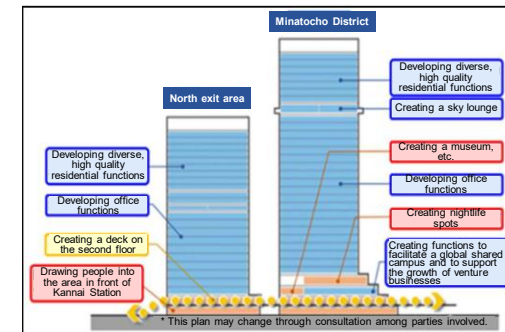 Minatocho District
North exit area
Developing diverse,
high quality
residential functions
Creating a sky lounge
Creating a museum,
etc.
Developing office
functions
Creating nightlife
spots
Creating functions to
facilitate a global shared
campus and to support
the growth of venture
businesses
Developing diverse,
high quality
residential functions
Developing office
functions
Creating a deck on
the second floor
Drawing people into
the area in front of
Kannai Station
* This plan may change through consultation among parties involved.